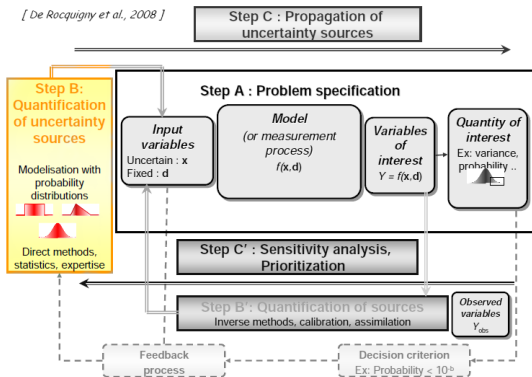 [ De Rocquigny et al., 2008 ]
Step C : Propagation of
uncertainty sources
Step B:
Quantification
of uncertainty
sources
Modelisation with
probability
distributions
Direct methods,
statistics, expertise
Step A : Problem specification
Input
variables
Uncertain : x
Fixed : d
Model
(or measurement
process)
f(x,d)
Variables
of interest
Y = f(x,d)
Quantity of
interest
Ex: variance,
probability ..
Step C' : Sensitivity analysis,
Prioritization
Step B': Quantification of sources
Inverse methods, calibration, assimilation
Observed
variables
Yobs
Feedback
process
Decision criterion
Ex: Probability < 10-b